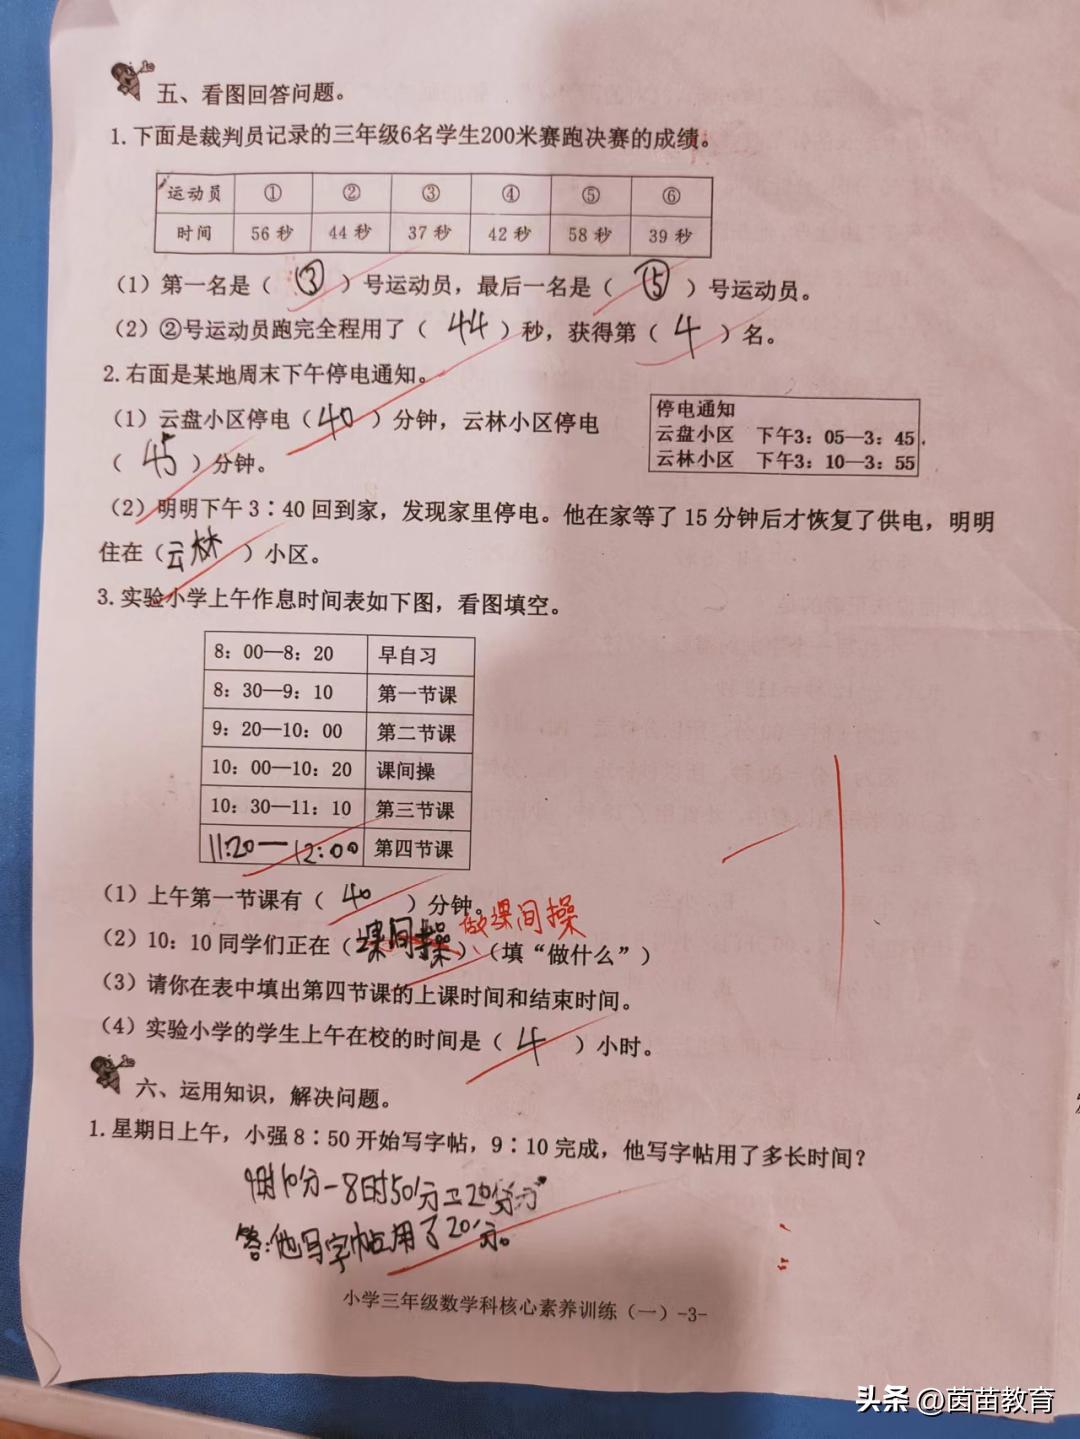 五、看图回答问题。
1.下面是裁判员记录的三年级6名学生200米赛跑决赛的成绩。
运动员 ① ② ③ ④ ⑤ ⑥
时间 56秒 44秒 37秒 42秒 58秒 39秒
(1)第一名是( ③ )号运动员，最后一名是( ⑤ )号运动员。
(2)②号运动员跑完全程用了( 44 )秒，获得第( 4 )名。
2.右面是某地周末下午停电通知。
(1)云盘小区停电( 40 )分钟，云林小区停电
( 45 )分钟。
停电通知
云盘小区 下午3：05—3：45
云林小区 下午3：10—3：55
(2)明明下午3：40回到家，发现家里停电。他在家等了15分钟后才恢复了供电，明明
住在(云林)小区。
3.实验小学上午作息时间表如下图，看图填空。
8：00—8：20 早自习
8：30—9：10 第一节课
9：20—10：00 第二节课
10：00—10：20 课间操
10：30—11：10 第三节课
11:20—12:00 第四节课
(1)上午第一节课有( 40 )分钟。
做课间操
(2)10：10同学们正在(课间操)(填“做什么”)
(3)请你在表中填出第四节课的上课时间和结束时间。
(4)实验小学的学生上午在校的时间是( 4 )小时。
六、运用知识，解决问题。
1.星期日上午，小强8：50开始写字帖，9：10完成，他写字帖用了多长时间？
9时10分-8时50分=20分
答:他写字帖用了20分。
小学三年级数学科核心素养训练(一)-3-
头条 @茵苗教育